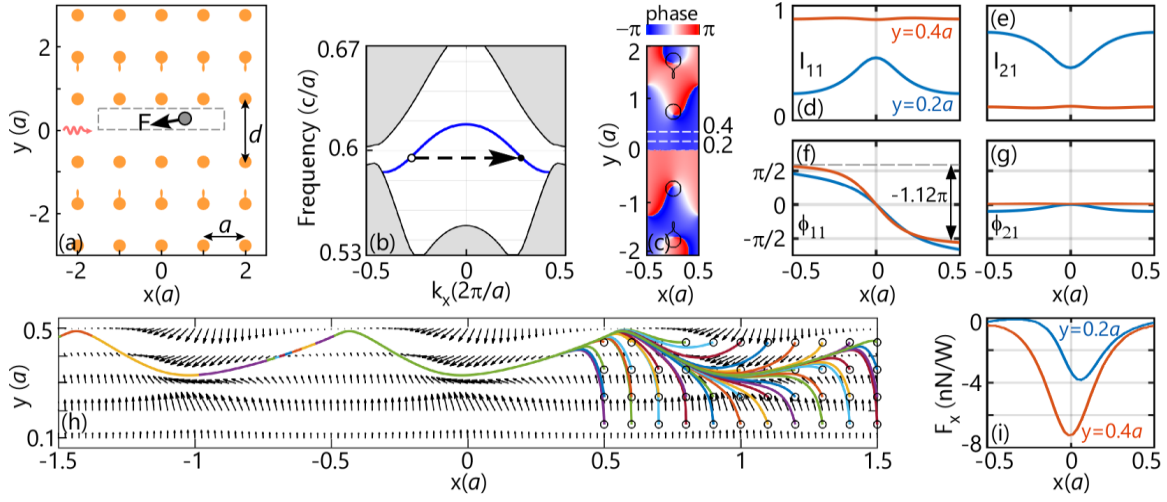 2
0
-2
y (a)
F
d
a
(a)
-2 -1 0 1 2
x(a)
0.67
0.6
0.53
Frequency (c/a)
(b)
-0.5 0 0.5
kx(2π/a)
phase
-π π
2
1
0
-1
-2
y (a)
0.4
0.2
(c)
-0.5 0 0.5
x(a)
1
0
I11
y=0.4a
y=0.2a
(d)
(e)
I21
(f)
π/2
0
-π/2
-1.12π
ϕ11
-0.5 0 0.5
x(a)
(g)
ϕ21
-0.5 0 0.5
x(a)
0.5
0.1
y (a)
(h)
-1.5 -1 -0.5 0 0.5 1 1.5
x(a)
0
-4
-8
Fx (nN/W)
y=0.2a
y=0.4a
(i)
-0.5 0 0.5
x(a)